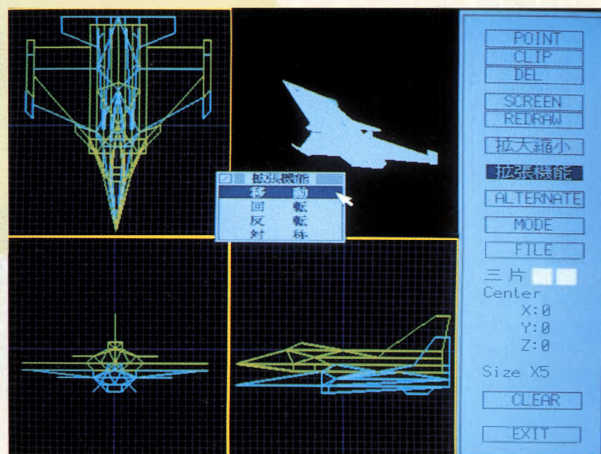 POINT
CLIP
DEL
SCREEN
REDRAW
拡大縮小
拡張機能
ALTERNATE
MODE
FILE
三片
Center
X:0
Y:0
Z:0
Size X5
CLEAR
EXIT
拡張機能
移動
回転
反転
対称